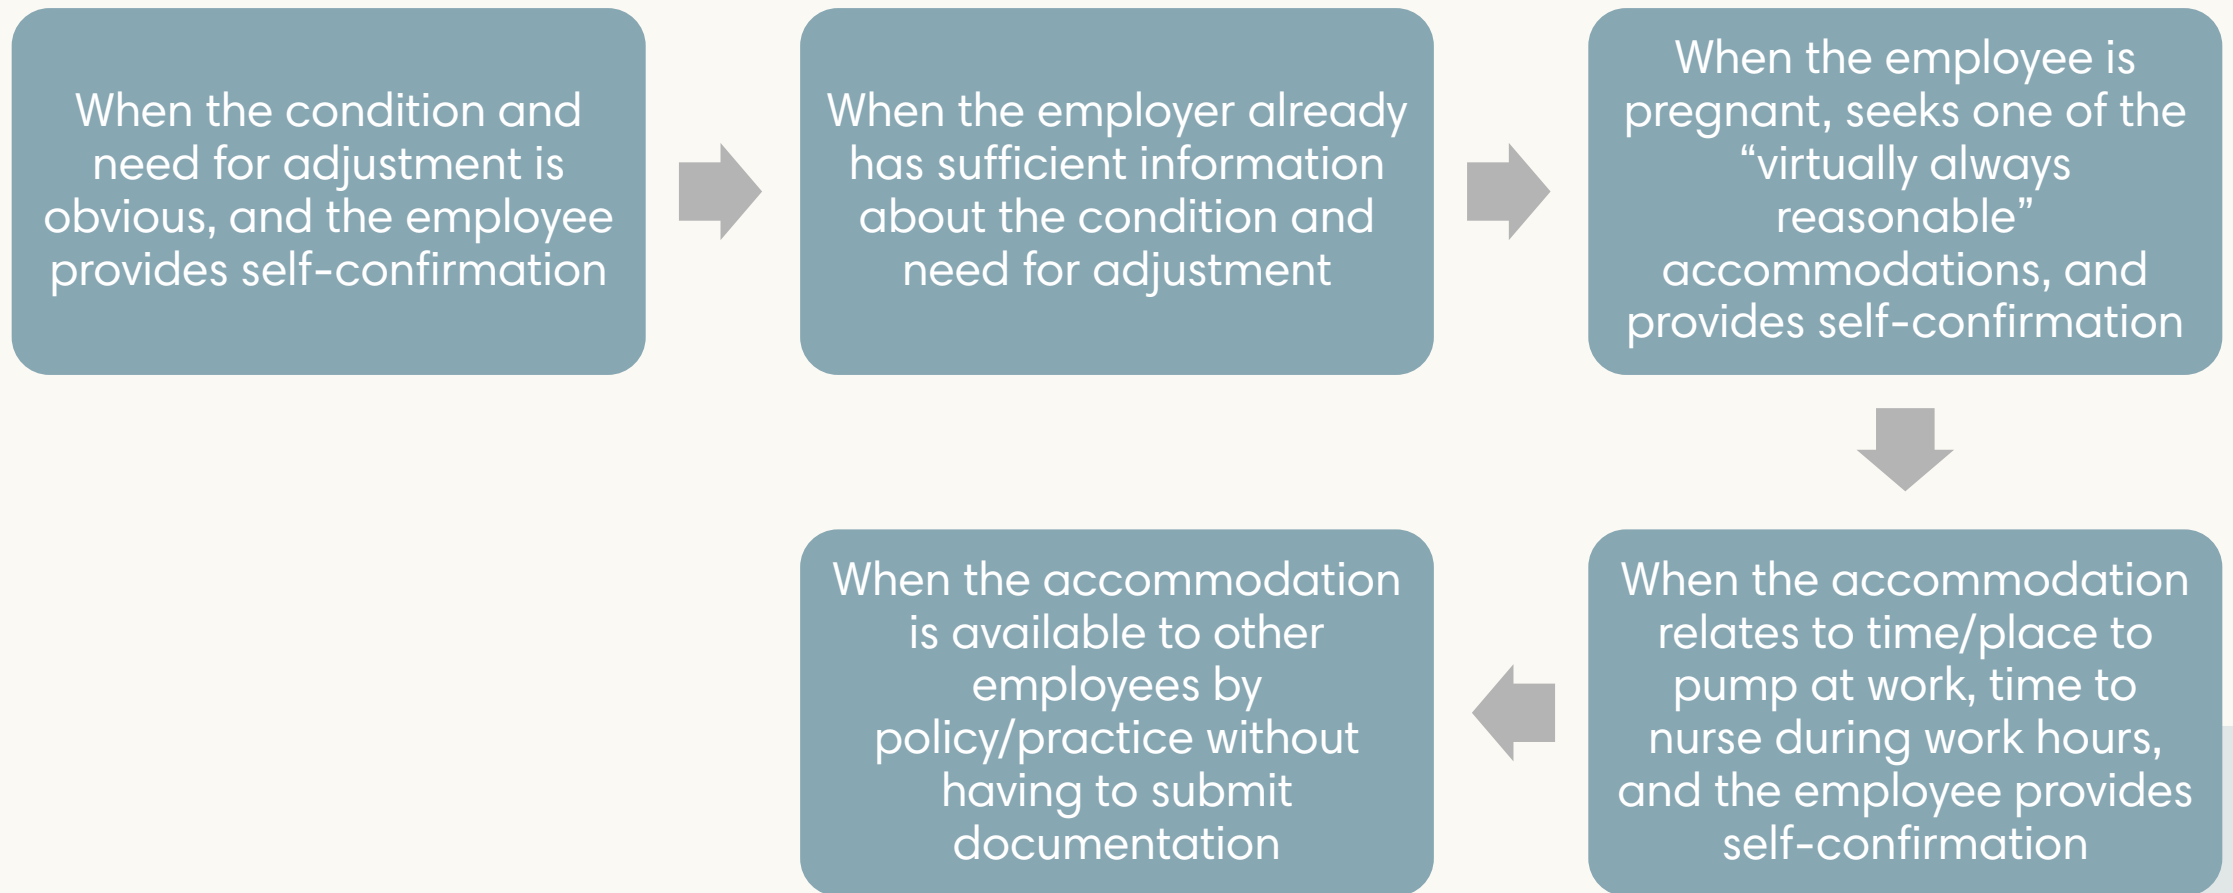 When the condition and
need for adjustment is
obvious, and the employee
provides self-confirmation
When the employer already
has sufficient information
about the condition and
need for adjustment
When the employee is
pregnant, seeks one of the
“virtually always
reasonable”
accommodations, and
provides self-confirmation
When the accommodation
relates to time/place to
pump at work, time to
nurse during work hours,
and the employee provides
self-confirmation
When the accommodation
is available to other
employees by
policy/practice without
having to submit
documentation